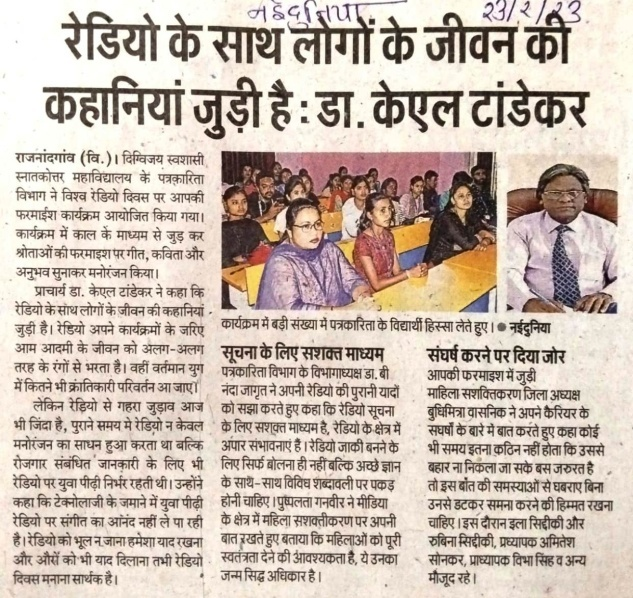 नईदुनिया 23/2/23
रेडियो के साथ लोगों के जीवन की
कहानियां जुड़ी है : डा. केएल टांडेकर
राजनांदगांव (वि.)। दिग्विजय स्वशासी
स्नातकोत्तर महाविद्यालय के पत्रकारिता
विभाग ने विश्व रेडियो दिवस पर आपकी
फरमाईश कार्यक्रम आयोजित किया गया।
कार्यक्रम में काल के माध्यम से जुड़ कर
श्रोताओं की फरमाइश पर गीत, कविता और
अनुभव सुनाकर मनोरंजन किया।
प्राचार्य डा. केएल टांडेकर ने कहा कि
रेडियो के साथ लोगों के जीवन की कहानियां
जुड़ी है। रेडियो अपने कार्यक्रमों के जरिए
आम आदमी के जीवन को अलग-अलग
तरह के रंगों से भरता है। वहीं वर्तमान युग
में कितने भी क्रांतिकारी परिवर्तन आ जाए।
लेकिन रेडियो से गहरा जुड़ाव आज
भी जिंदा है, पुराने समय में रेडियो न केवल
मनोरंजन का साधन हुआ करता था बल्कि
रोजगार संबंधित जानकारी के लिए भी
रेडियो पर युवा पीढ़ी निर्भर रहती थी। उन्होंने
कहा कि टेक्नोलाजी के जमाने में युवा पीढ़ी
रेडियो पर संगीत का आनंद नहीं ले पा रही
है। रेडियो को भूल न जाना हमेशा याद रखना
और औरों को भी याद दिलाना तभी रेडियो
दिवस मनाना सार्थक है।
कार्यक्रम में बड़ी संख्या में पत्रकारिता के विद्यार्थी हिस्सा लेते हुए। ● नईदुनिया
सूचना के लिए सशक्त माध्यम
पत्रकारिता विभाग के विभागाध्यक्ष डा. बी
नंदा जागृत ने अपनी रेडियो की पुरानी यादों
को सझा करते हुए कहा कि रेडियो सूचना
के लिए सशक्त माध्यम है, रेडियो के क्षेत्र में
अपार संभावनाएं हैं। रेडियो जाकी बनने के
लिए सिर्फ बोलना ही नहीं बल्कि अच्छे ज्ञान
के साथ-साथ विविध शब्दावली पर पकड़
होनी चाहिए। पुष्पलता गनवीर ने मीडिया
के क्षेत्र में महिला सशक्तीकरण पर अपनी
बात रखते हुए बताया कि महिलाओं को पूरी
स्वतंत्रता देने की आवश्यकता है, ये उनका
जन्म सिद्ध अधिकार है।
संघर्ष करने पर दिया जोर
आपकी फरमाइश में जुड़ी
माहिला सशक्तिकरण जिला अध्यक्ष
बुधिमित्रा वासनिक ने अपने कैरियर के
संघर्षों के बारे में बात करते हुए कहा कोई
भी समय इतना कठिन नहीं होता कि उससे
बहार ना निकला जा सके बस जरुरत है
तो इस बात की समस्याओं से घबराए बिना
उनसे डटकर समना करने की हिम्मत रखना
चाहिए। इस दौरान इला सिद्दीकी और
रुबिना सिद्दीकी, प्रध्यापक अमितेश
सोनकर, प्राध्यापक विभा सिंह व अन्य
मौजूद रहे।